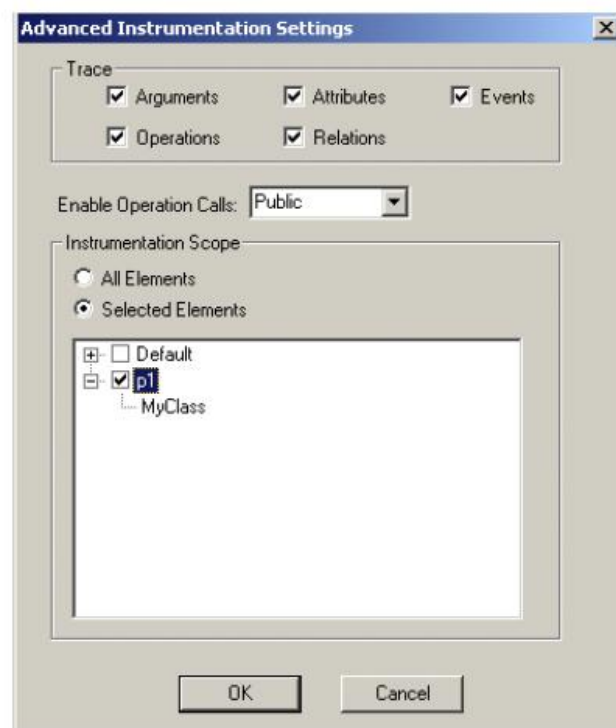 Advanced Instrumentation Settings
Trace
Arguments Attributes Events
Operations Relations
Enable Operation Calls: Public
Instrumentation Scope
All Elements
Selected Elements
Default
p1
MyClass
OK Cancel